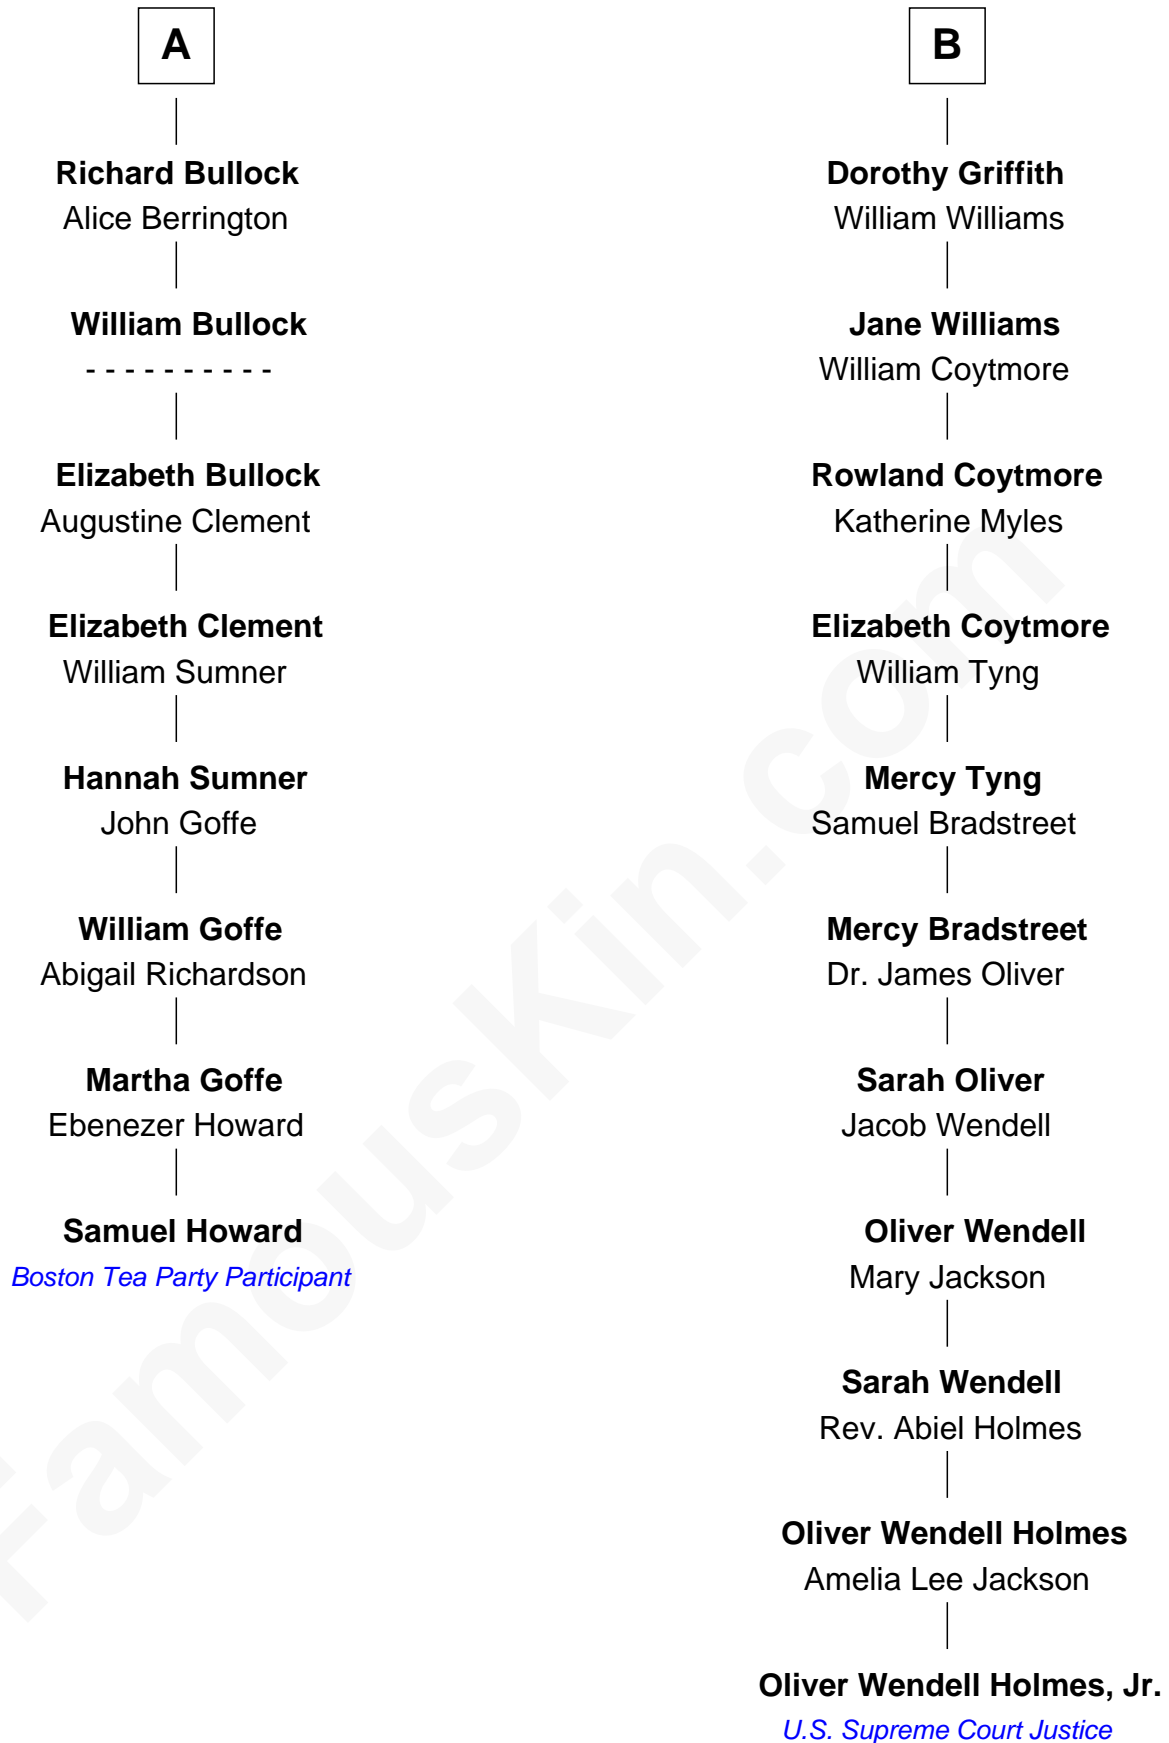 A
Richard Bullock
Alice Berrington
William Bullock
- - - - - - - - - -
Elizabeth Bullock
Augustine Clement
Elizabeth Clement
William Sumner
Hannah Sumner
John Goffe
William Goffe
Abigail Richardson
Martha Goffe
Ebenezer Howard
Samuel Howard
Boston Tea Party Participant
B
Dorothy Griffith
William Williams
Jane Williams
William Coytmore
Rowland Coytmore
Katherine Myles
Elizabeth Coytmore
William Tyng
Mercy Tyng
Samuel Bradstreet
Mercy Bradstreet
Dr. James Oliver
Sarah Oliver
Jacob Wendell
Oliver Wendell
Mary Jackson
Sarah Wendell
Rev. Abiel Holmes
Oliver Wendell Holmes
Amelia Lee Jackson
Oliver Wendell Holmes, Jr.
U.S. Supreme Court Justice
FamousKin.com